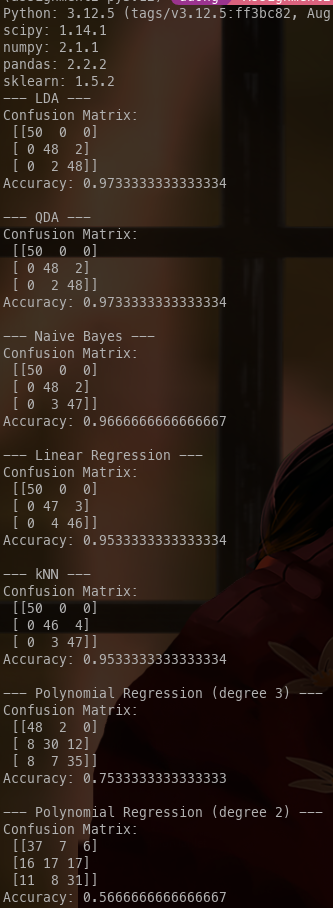 Python: 3.12.5 (tags/v3.12.5:ff3bc82, Aug
scipy: 1.14.1
numpy: 2.1.1
pandas: 2.2.2
sklearn: 1.5.2
--- LDA ---
Confusion Matrix:
[[50 0 0]
[ 0 48 2]
[ 0 2 48]]
Accuracy: 0.9733333333333334
--- QDA ---
Confusion Matrix:
[[50 0 0]
[ 0 48 2]
[ 0 2 48]]
Accuracy: 0.9733333333333334
--- Naive Bayes ---
Confusion Matrix:
[[50 0 0]
[ 0 48 2]
[ 0 3 47]]
Accuracy: 0.9666666666666667
--- Linear Regression ---
Confusion Matrix:
[[50 0 0]
[ 0 47 3]
[ 0 4 46]]
Accuracy: 0.9533333333333334
--- kNN ---
Confusion Matrix:
[[50 0 0]
[ 0 46 4]
[ 0 3 47]]
Accuracy: 0.9533333333333334
--- Polynomial Regression (degree 3) ---
Confusion Matrix:
[[48 2 0]
[ 8 30 12]
[ 8 7 35]]
Accuracy: 0.7533333333333333
--- Polynomial Regression (degree 2) ---
Confusion Matrix:
[[37 7 6]
[16 17 17]
[11 8 31]]
Accuracy: 0.5666666666666667